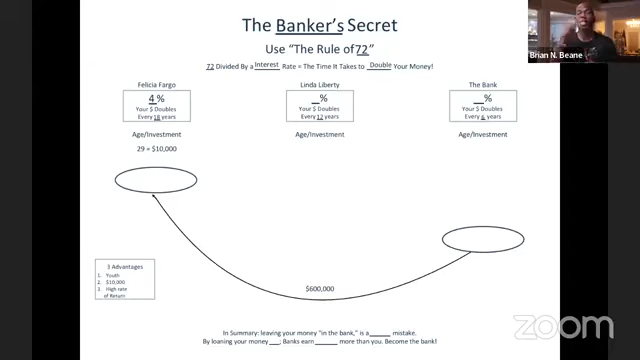 The Banker's Secret
Use "The Rule of 72"
72 Divided By a Interest Rate = The Time It Takes to Double Your Money!
Brian N. Beane
Felicia Fargo
4 %
Your $ Doubles
Every 18 years
Age/Investment
29 = $10,000
Linda Liberty
__%
Your $ Doubles
Every 12 years
Age/Investment
The Bank
__%
Your $ Doubles
Every 6 years
Age/Investment
3 Advantages
1. Youth
2. $10,000
3. High rate
of Return
$600,000
In Summary: leaving your money "in the bank", is a_____ mistake.
By loaning your money___; Banks earn ______ more than you. Become the bank!
zoom